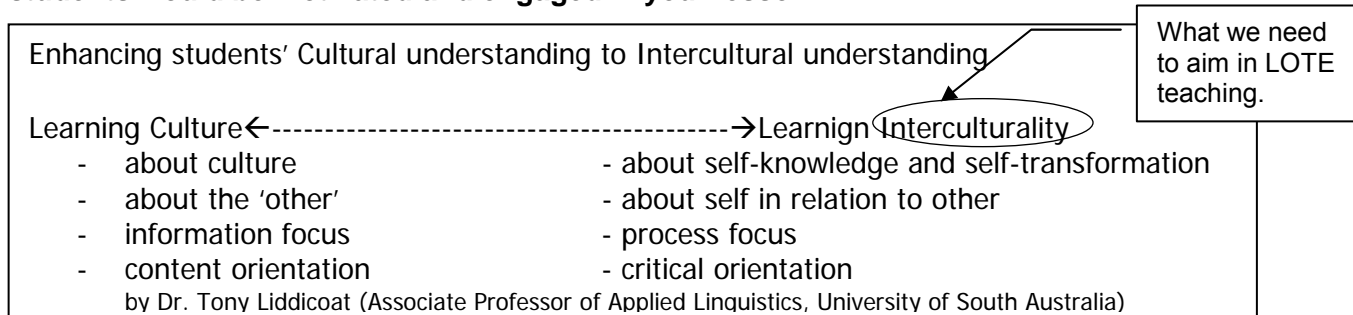 What we need
to aim in LOTE
teaching.
Enhancing students’ Cultural understanding to Intercultural understanding
Learning Culture←-------------------------------------------→Learnign Interculturality
- about culture - about self-knowledge and self-transformation
- about the ‘other’ - about self in relation to other
- information focus - process focus
- content orientation - critical orientation
by Dr. Tony Liddicoat (Associate Professor of Applied Linguistics, University of South Australia)